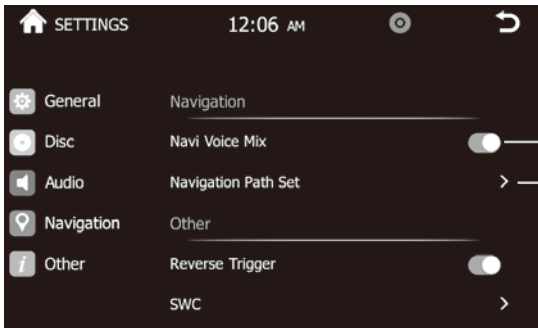 SETTINGS 12:06 AM
General
Navigation
Disc
Navi Voice Mix
Audio
Navigation Path Set
Navigation
Other
Other
Reverse Trigger
SWC